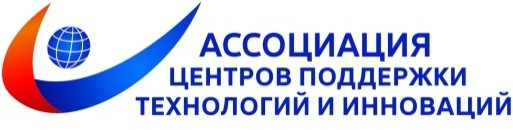 АССОЦИАЦИЯ
ЦЕНТРОВ ПОДДЕРЖКИ
ТЕХНОЛОГИЙ И ИННОВАЦИЙ